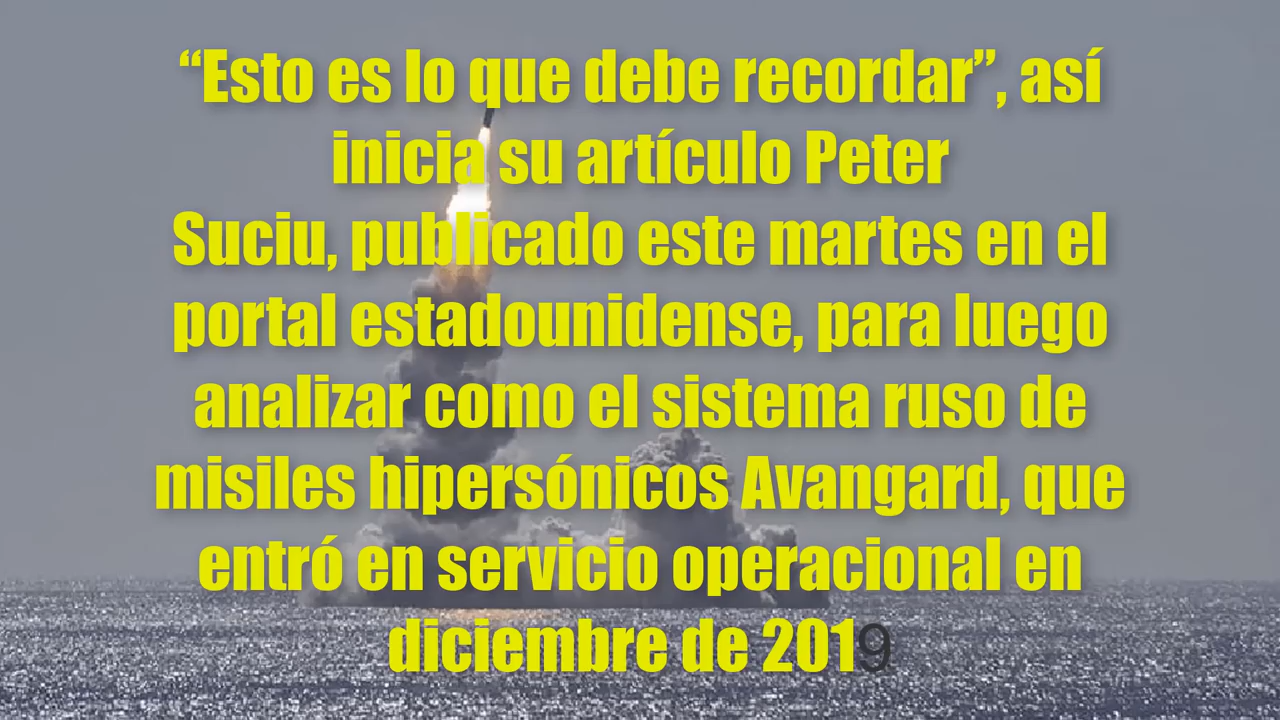 “Esto es lo que debe recordar”, así
inicia su artículo Peter
Suciu, publicado este martes en el
portal estadounidense, para luego
analizar como el sistema ruso de
misiles hipersónicos Avangard, que
entró en servicio operacional en
diciembre de 2019